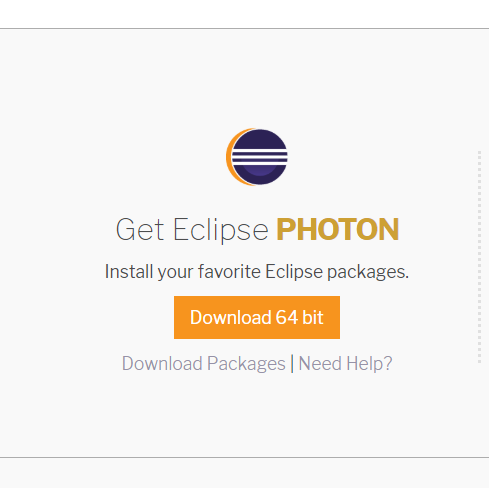 Get Eclipse PHOTON
Install your favorite Eclipse packages.
Download 64 bit
Download Packages | Need Help?